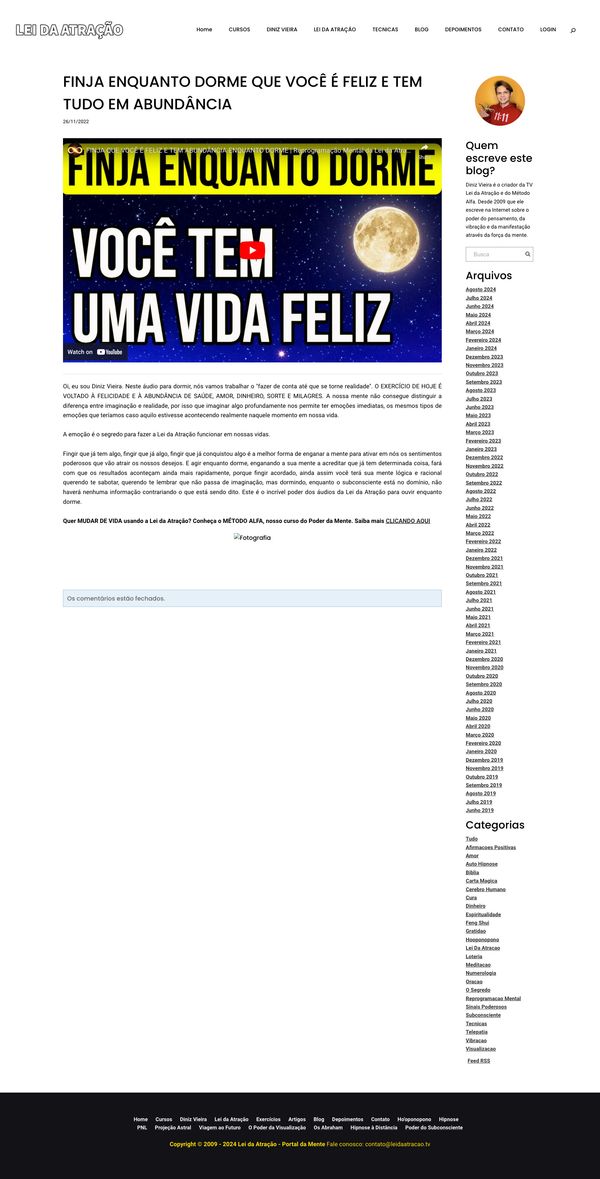 LEI DA ATRAÇÃO
Home CURSOS DINIZ VIEIRA LEI DA ATRAÇÃO TECNICAS BLOG DEPOIMENTOS CONTATO LOGIN
FINJA ENQUANTO DORME QUE VOCÊ É FELIZ E TEM
TUDO EM ABUNDÂNCIA
26/11/2022
FINJA QUE VOCÊ É FELIZ E TEM ABUNDÂNCIA ENQUANTO DORME | Reprogramação Mental da Lei da Atra...
Share
FINJA ENQUANTO DORME
VOCÊ TEM
UMA VIDA FELIZ
Watch on YouTube
Oi, eu sou Diniz Vieira. Neste áudio para dormir, nós vamos trabalhar o "fazer de conta até que se torne realidade". O EXERCÍCIO DE HOJE É
VOLTADO À FELICIDADE E À ABUNDÂNCIA DE SAÚDE, AMOR, DINHEIRO, SORTE E MILAGRES. A nossa mente não consegue distinguir a
diferença entre imaginação e realidade, por isso que imaginar algo profundamente nos permite ter emoções imediatas, os mesmos tipos de
emoções que teríamos caso aquilo estivesse acontecendo realmente naquele momento em nossa vida.
A emoção é o segredo para fazer a Lei da Atração funcionar em nossas vidas.
Fingir que já tem algo, fingir que já algo, fingir que já conquistou algo é a melhor forma de enganar a mente para ativar em nós os sentimentos
poderosos que vão atrair os nossos desejos. E agir enquanto dorme, enganando a sua mente a acreditar que já tem determinada coisa, fará
com que os resultados aconteçam ainda mais rapidamente, porque fingir acordado, ainda assim você terá sua mente lógica e racional
querendo te sabotar, querendo te lembrar que não passa de imaginação, mas dormindo, enquanto o subconsciente está no domínio, não
haverá nenhuma informação contrariando o que está sendo dito. Este é o incrível poder dos áudios da Lei da Atração para ouvir enquanto
dorme.
Quer MUDAR DE VIDA usando a Lei da Atração? Conheça o MÉTODO ALFA, nosso curso do Poder da Mente. Saiba mais CLICANDO AQUI
Fotografia
Os comentários estão fechados.
11:11
Quem
escreve este
blog?
Diniz Vieira é o criador da TV
Lei da Atração e do Método
Alfa. Desde 2009 que ele
escreve na Internet sobre o
poder do pensamento, da
vibração e da manifestação
através da força da mente.
Busca
Arquivos
Agosto 2024
Julho 2024
Junho 2024
Maio 2024
Abril 2024
Março 2024
Fevereiro 2024
Janeiro 2024
Dezembro 2023
Novembro 2023
Outubro 2023
Setembro 2023
Agosto 2023
Julho 2023
Junho 2023
Maio 2023
Abril 2023
Março 2023
Fevereiro 2023
Janeiro 2023
Dezembro 2022
Novembro 2022
Outubro 2022
Setembro 2022
Agosto 2022
Julho 2022
Junho 2022
Maio 2022
Abril 2022
Março 2022
Fevereiro 2022
Janeiro 2022
Dezembro 2021
Novembro 2021
Outubro 2021
Setembro 2021
Agosto 2021
Julho 2021
Junho 2021
Maio 2021
Abril 2021
Março 2021
Fevereiro 2021
Janeiro 2021
Dezembro 2020
Novembro 2020
Outubro 2020
Setembro 2020
Agosto 2020
Julho 2020
Junho 2020
Maio 2020
Abril 2020
Março 2020
Fevereiro 2020
Janeiro 2020
Dezembro 2019
Novembro 2019
Outubro 2019
Setembro 2019
Agosto 2019
Julho 2019
Junho 2019
Categorias
Tudo
Afirmacoes Positivas
Amor
Auto Hipnose
Biblia
Carta Magica
Cerebro Humano
Cura
Dinheiro
Espiritualidade
Feng Shui
Gratidao
Hooponopono
Lei Da Atracao
Loteria
Meditacao
Numerologia
Oracao
O Segredo
Reprogramacao Mental
Sinais Poderosos
Subconsciente
Tecnicas
Telepatia
Vibracao
Visualizacao
Feed RSS
Home Cursos Diniz Vieira Lei da Atração Exercícios Artigos Blog Depoimentos Contato Ho'oponopono Hipnose
PNL Projeção Astral Viagem ao Futuro O Poder da Visualização Os Abraham Hipnose à Distância Poder do Subconsciente
Copyright © 2009 - 2024 Lei da Atração - Portal da Mente Fale conosco: contato@leidaatracao.tv